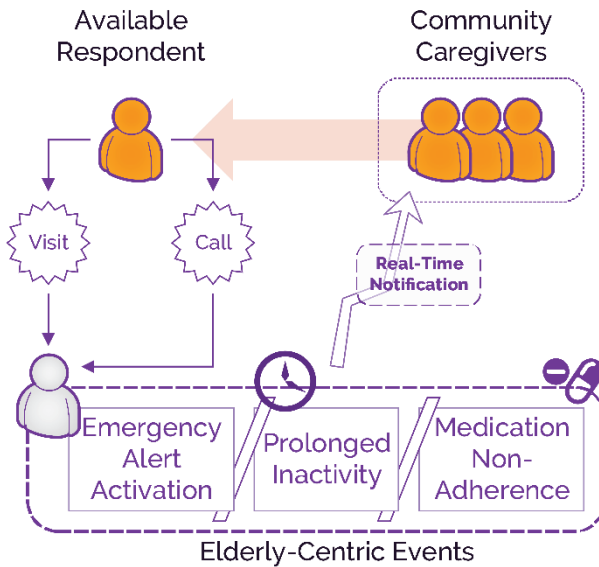 Available
Respondent
Community
Caregivers
Visit
Call
Real-Time
Notification
Emergency
Alert
Activation
Prolonged
Inactivity
Medication
Non-
Adherence
Elderly-Centric Events